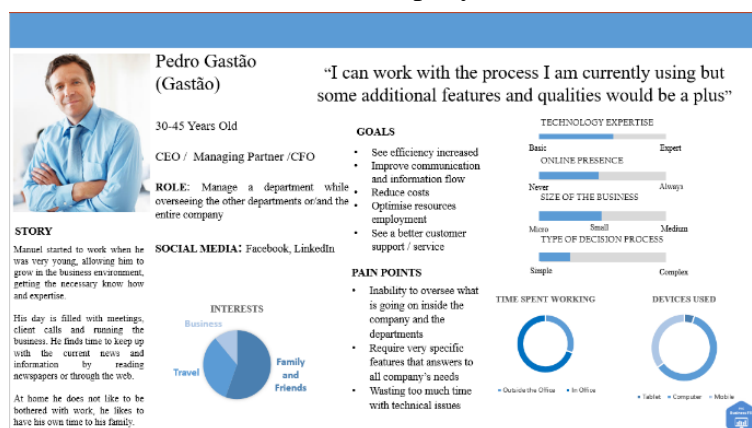 Pedro Gastão
(Gastão)
30-45 Years Old
CEO / Managing Partner /CFO
ROLE: Manage a department while
overseeing the other departments or/and the
entire company
SOCIAL MEDIA: Facebook, LinkedIn
“I can work with the process I am currently using but
some additional features and qualities would be a plus”
STORY
Manuel started to work when he
was very young, allowing him to
grow in the business environment,
getting the necessary know how
and expertise.
His day is filled with meetings,
client calls and running the
business. He finds time to keep up
with the current news and
information by reading
newspapers or through the web.
At home he does not like to be
bothered with work, he likes to
have his own time to his family.
INTERESTS
Business
Travel
Family
and
Friends
GOALS
• See efficiency increased
• Improve communication
and information flow
• Reduce costs
• Optimise resources
employment
• See a better customer
support / service
PAIN POINTS
• Inability to oversee what
is going on inside the
company and the
departments
• Require very specific
features that answers to
all company’s needs
• Wasting too much time
with technical issues
TECHNOLOGY EXPERTISE
Basic Expert
ONLINE PRESENCE
Never Always
SIZE OF THE BUSINESS
Micro Small Medium
TYPE OF DECISION PROCESS
Simple Complex
TIME SPENT WORKING
• Outside the Office • In Office
DEVICES USED
• Tablet • Computer • Mobile